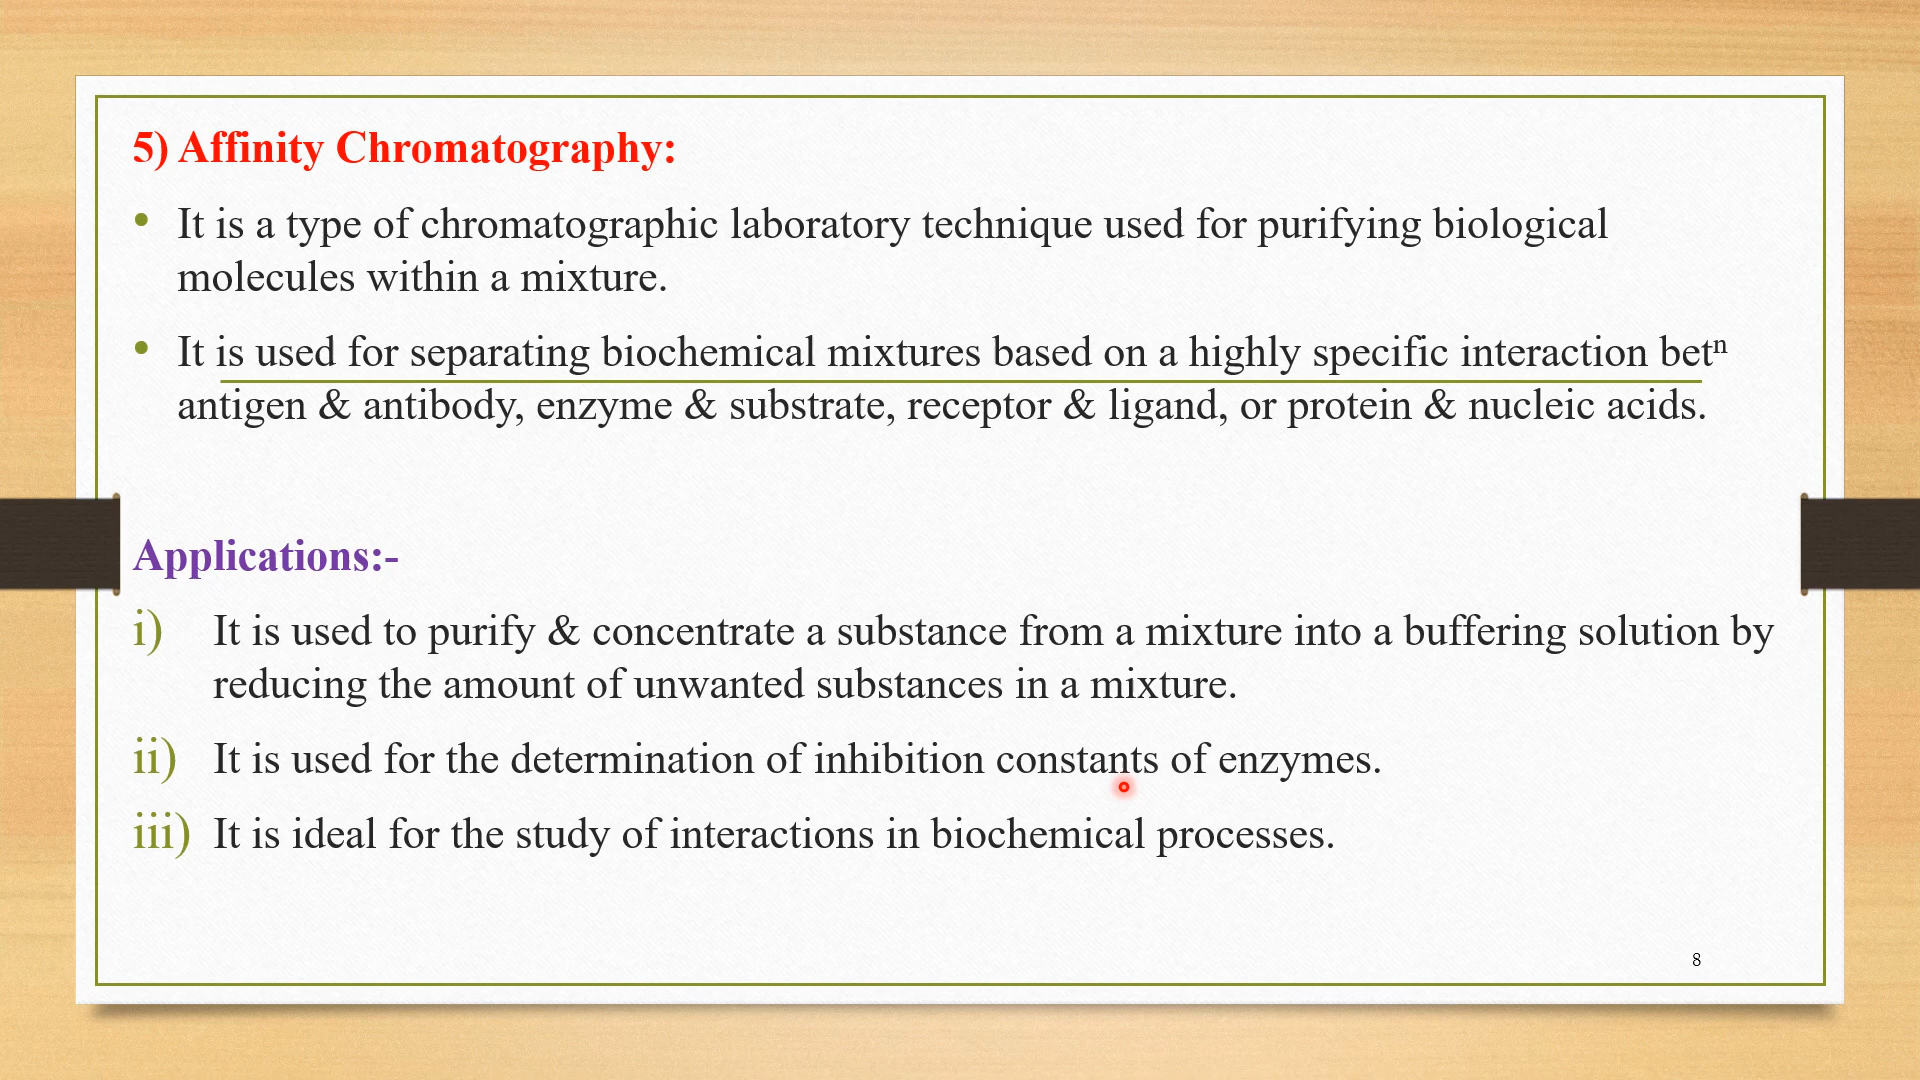 5) Affinity Chromatography:
• It is a type of chromatographic laboratory technique used for purifying biological
molecules within a mixture.
• It is used for separating biochemical mixtures based on a highly specific interaction betⁿ
antigen & antibody, enzyme & substrate, receptor & ligand, or protein & nucleic acids.
Applications:-
i) It is used to purify & concentrate a substance from a mixture into a buffering solution by
reducing the amount of unwanted substances in a mixture.
ii) It is used for the determination of inhibition constants of enzymes.
iii) It is ideal for the study of interactions in biochemical processes.
8